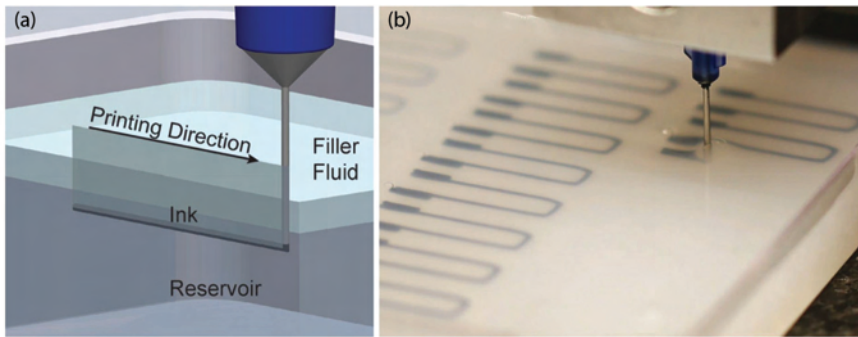 (a)
Printing Direction
Filler
Fluid
Ink
Reservoir
(b)